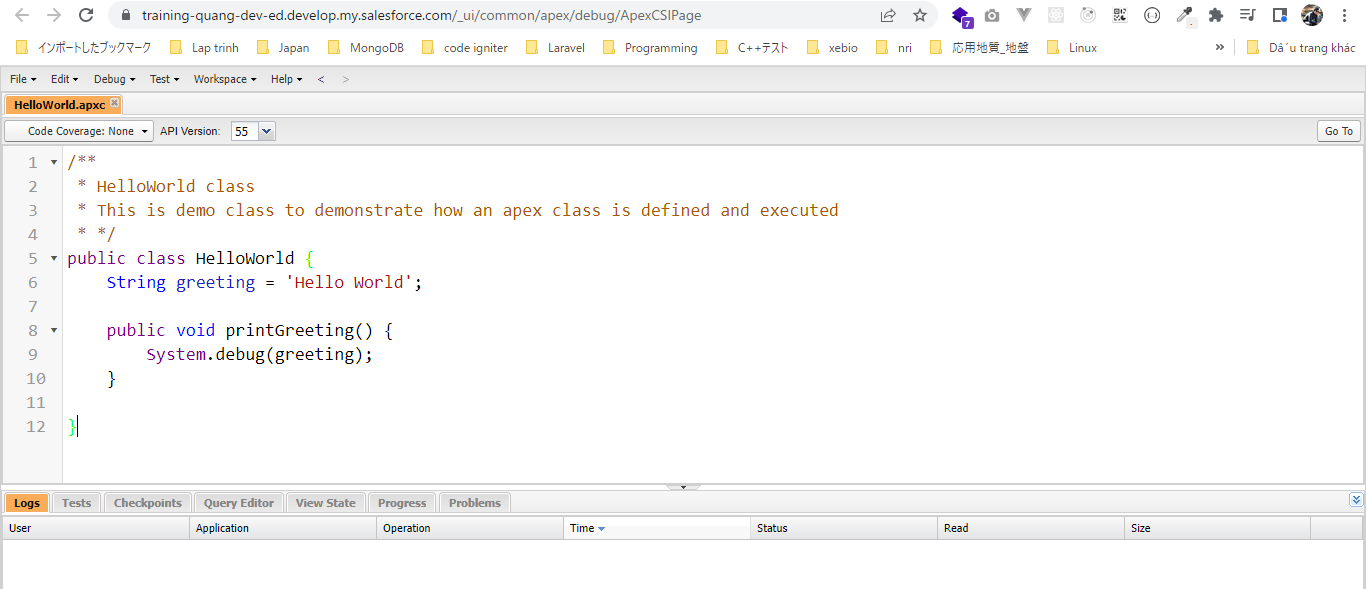 training-quang-dev-ed.develop.my.salesforce.com/_ui/common/apex/debug/ApexCSIPage
7
インポートしたブックマーク Lap trinh Japan MongoDB code igniter Laravel Programming C++テスト xebio nri 応用地質_地盤 Linux » Dấu trang khác
File Edit Debug Test Workspace Help < >
HelloWorld.apxc
Code Coverage: None API Version: 55 Go To
1 /**
2 * HelloWorld class
3 * This is demo class to demonstrate how an apex class is defined and executed
4 * */
5 public class HelloWorld {
6 String greeting = 'Hello World';
7
8 public void printGreeting() {
9 System.debug(greeting);
10 }
11
12 }
Logs Tests Checkpoints Query Editor View State Progress Problems
User Application Operation Time Status Read Size